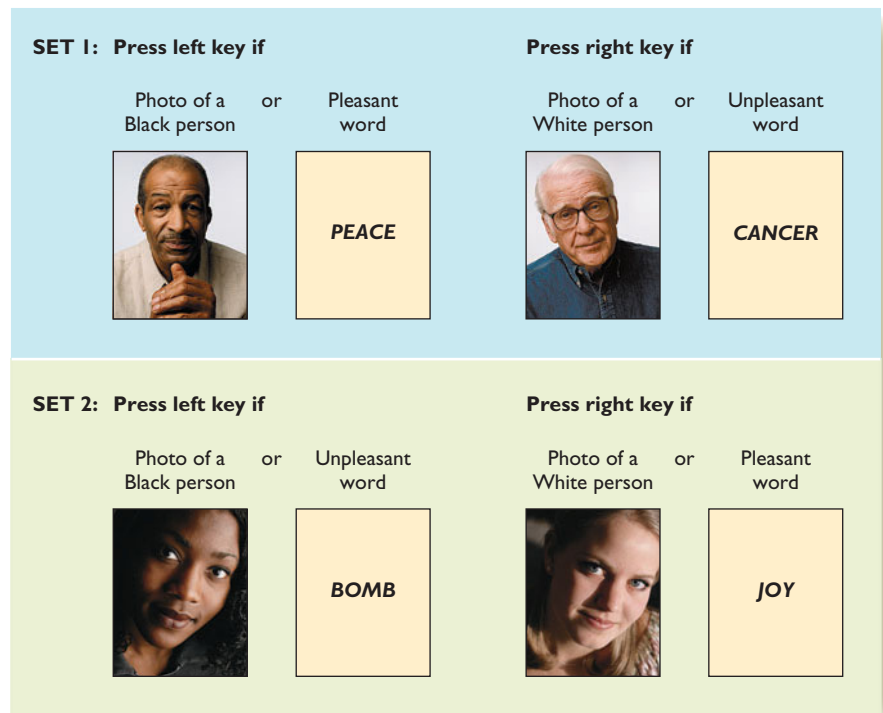 SET 1: Press left key if
Press right key if
Photo of a or Pleasant
Black person word
Photo of a or Unpleasant
White person word
PEACE
CANCER
SET 2: Press left key if
Press right key if
Photo of a or Unpleasant
Black person word
Photo of a or Pleasant
White person word
BOMB
JOY